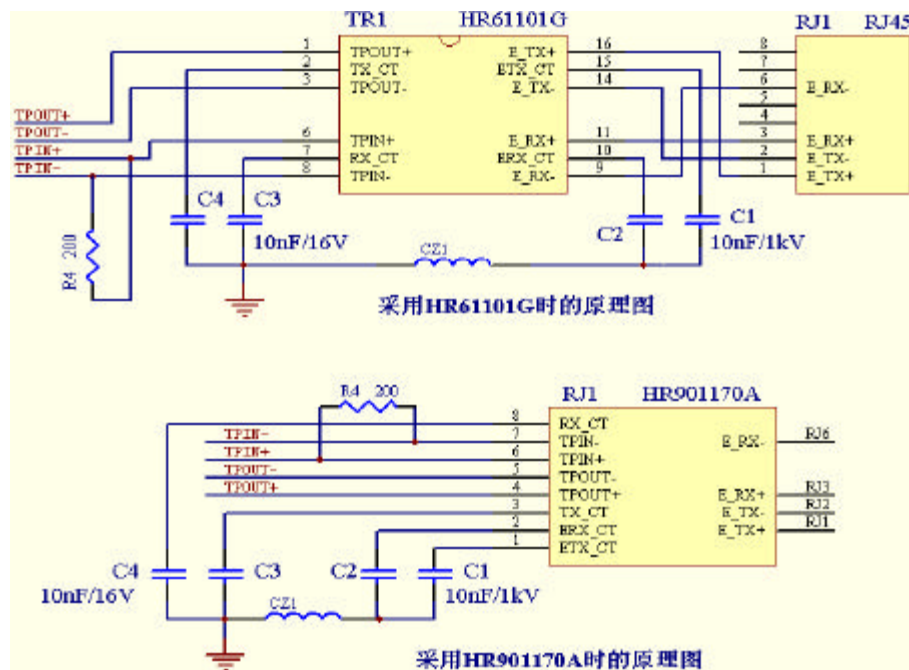 TR1 HR61101G RJ1 RJ45
1 TPOUT+ E_TX+ 16
2 TX_CT ETX_CT 15
3 TPOUT- E_TX- 14
6 TPIN+ E_RX+ 11
7 RX_CT ERX_CT 10
8 TPIN- E_RX- 9
8
7
6 E_RX-
5
4
3 E_RX+
2 E_TX-
1 E_TX+
TPOUT+
TPOUT-
TPIN+
TPIN-
R4 200
C4 C3
10nF/16V
CZ1
C2 C1
10nF/1kV
采用HR61101G时的原理图
R4 200
RJ1 HR901170A
TPIN-
TPIN+
TPOUT-
TPOUT+
8 RX_CT
7 TPIN- E_RX- RJ6
6 TPIN+
5 TPOUT-
4 TPOUT+ E_RX+ RJ3
3 TX_CT E_TX- RJ2
2 ERX_CT E_TX+ RJ1
1 ETX_CT
C4 C3 C2 C1
10nF/16V CZ1 10nF/1kV
采用HR901170A时的原理图